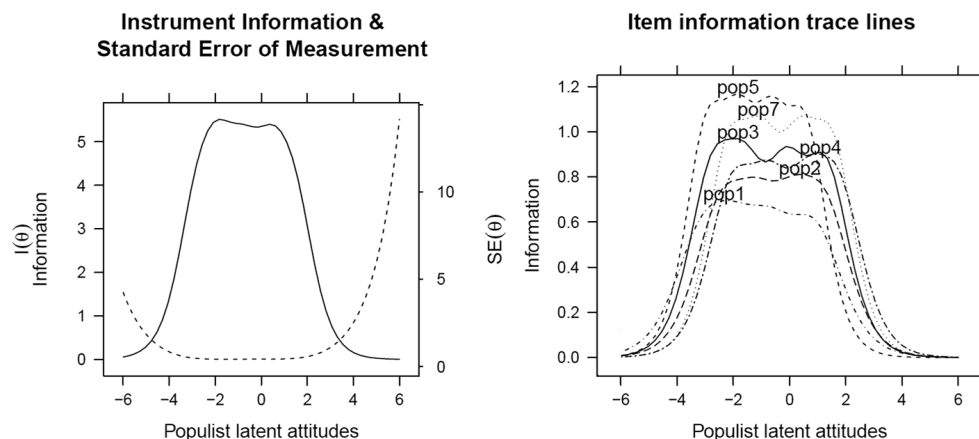 Instrument Information &
Standard Error of Measurement
I(θ)
Information
5
4
3
2
1
0
10
5
0
SE(θ)
−6 −4 −2 0 2 4 6
Populist latent attitudes
Item information trace lines
Information
1.2
1.0
0.8
0.6
0.4
0.2
0.0
pop5
pop7
pop3
pop4
pop2
pop1
−6 −4 −2 0 2 4 6
Populist latent attitudes